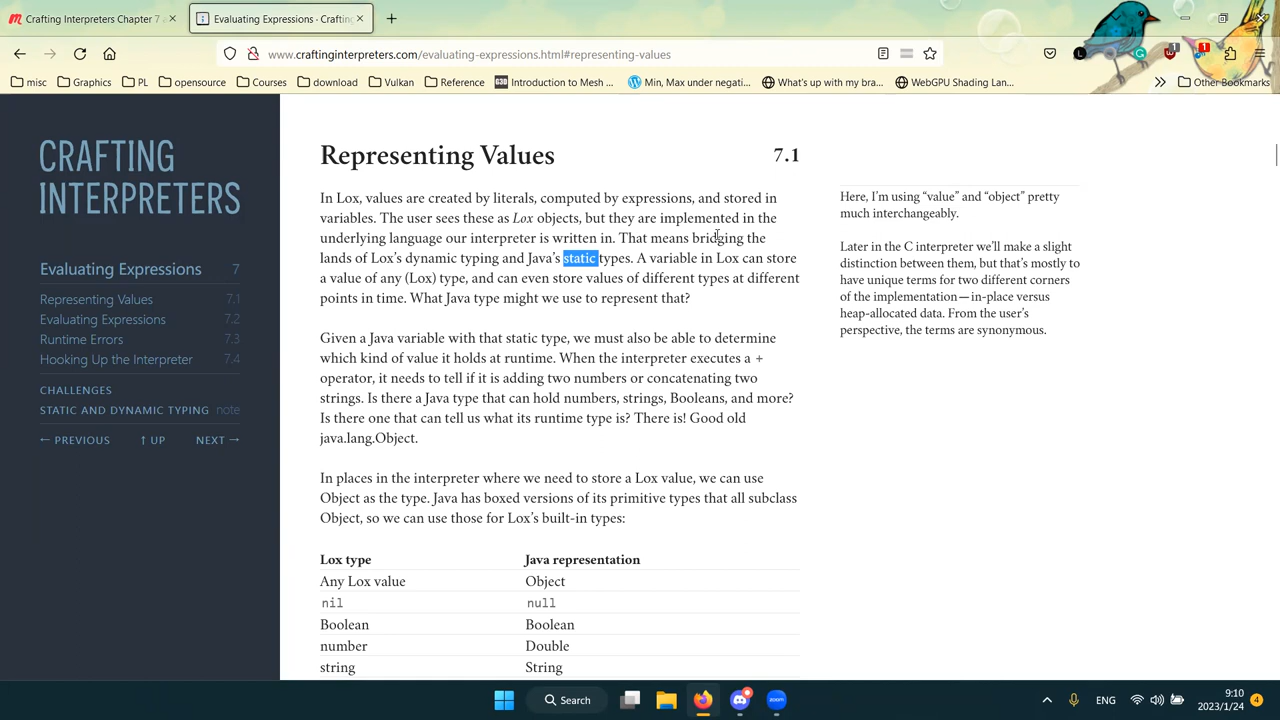 Crafting Interpreters Chapter 7 a
Evaluating Expressions · Crafting
www.craftinginterpreters.com/evaluating-expressions.html#representing-values
misc Graphics PL opensource Courses download Vulkan Reference Introduction to Mesh ... Min, Max under negati... What's up with my bra... WebGPU Shading Lan... Other Bookmarks
CRAFTING
INTERPRETERS
Evaluating Expressions 7
Representing Values 7.1
Evaluating Expressions 7.2
Runtime Errors 7.3
Hooking Up the Interpreter 7.4
CHALLENGES
STATIC AND DYNAMIC TYPING note
← PREVIOUS ↑ UP NEXT →
Representing Values 7.1
In Lox, values are created by literals, computed by expressions, and stored in
variables. The user sees these as Lox objects, but they are implemented in the
underlying language our interpreter is written in. That means bridging the
lands of Lox’s dynamic typing and Java’s static types. A variable in Lox can store
a value of any (Lox) type, and can even store values of different types at different
points in time. What Java type might we use to represent that?
Given a Java variable with that static type, we must also be able to determine
which kind of value it holds at runtime. When the interpreter executes a +
operator, it needs to tell if it is adding two numbers or concatenating two
strings. Is there a Java type that can hold numbers, strings, Booleans, and more?
Is there one that can tell us what its runtime type is? There is! Good old
java.lang.Object.
In places in the interpreter where we need to store a Lox value, we can use
Object as the type. Java has boxed versions of its primitive types that all subclass
Object, so we can use those for Lox’s built-in types:
Lox type Java representation
Any Lox value Object
nil null
Boolean Boolean
number Double
string String
Here, I’m using “value” and “object” pretty
much interchangeably.
Later in the C interpreter we’ll make a slight
distinction between them, but that’s mostly to
have unique terms for two different corners
of the implementation—in-place versus
heap-allocated data. From the user’s
perspective, the terms are synonymous.
Search
zoom
ENG
9:10
2023/1/24
4